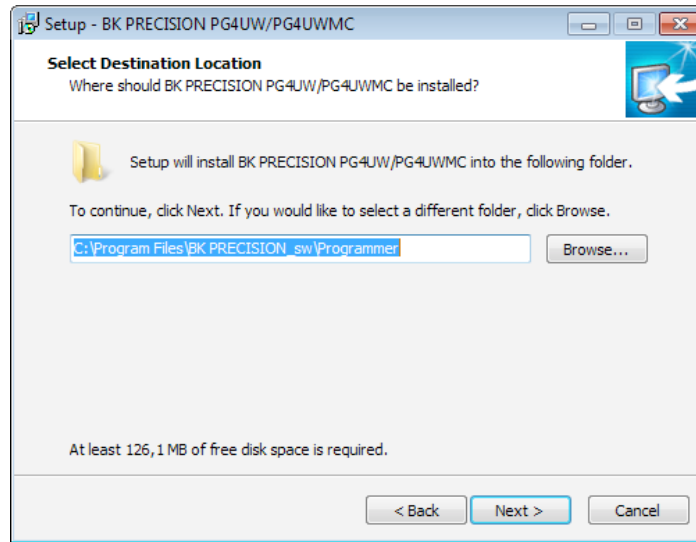 Setup - BK PRECISION PG4UW/PG4UWMC
Select Destination Location
Where should BK PRECISION PG4UW/PG4UWMC be installed?
Setup will install BK PRECISION PG4UW/PG4UWMC into the following folder.
To continue, click Next. If you would like to select a different folder, click Browse.
C:\Program Files\BK PRECISION_sw\Programmer
Browse...
At least 126,1 MB of free disk space is required.
< Back Next > Cancel